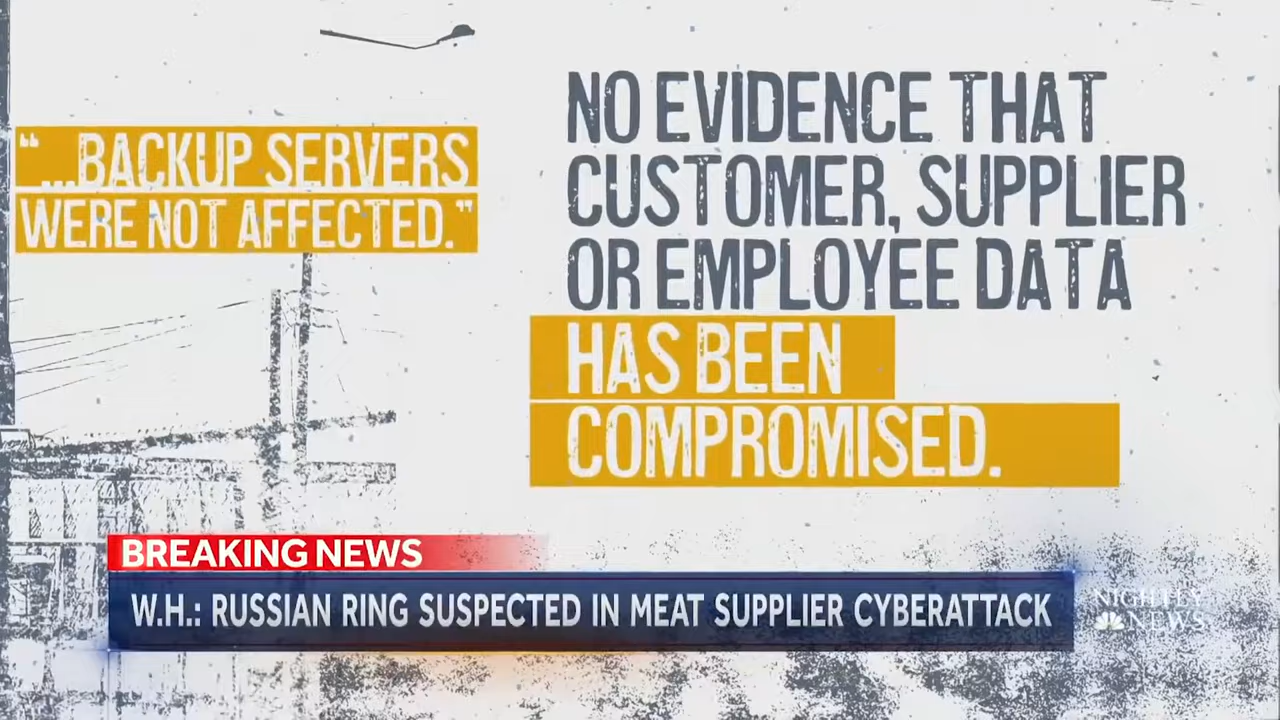 “...BACKUP SERVERS
WERE NOT AFFECTED.”
NO EVIDENCE THAT
CUSTOMER, SUPPLIER
OR EMPLOYEE DATA
HAS BEEN
COMPROMISED.
BREAKING NEWS
W.H.: RUSSIAN RING SUSPECTED IN MEAT SUPPLIER CYBERATTACK
NIGHTLY
NEWS